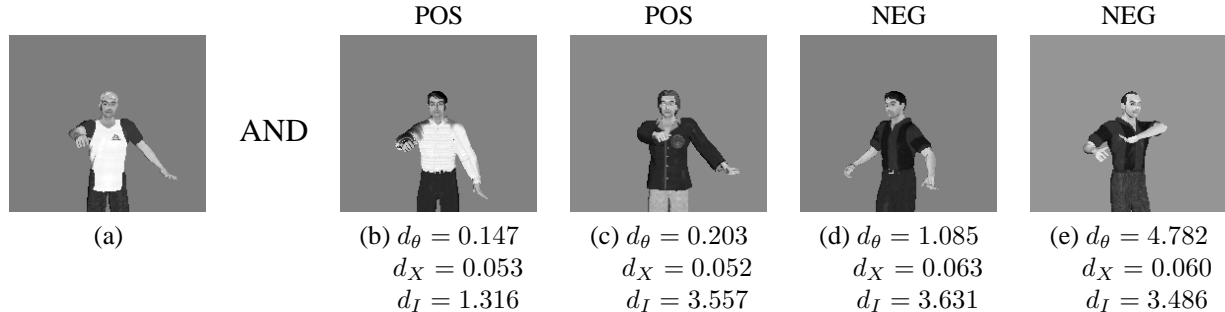 POS POS NEG NEG
AND
(a) (b) d_θ = 0.147 (c) d_θ = 0.203 (d) d_θ = 1.085 (e) d_θ = 4.782
d_X = 0.053 d_X = 0.052 d_X = 0.063 d_X = 0.060
d_I = 1.316 d_I = 3.557 d_I = 3.631 d_I = 3.486